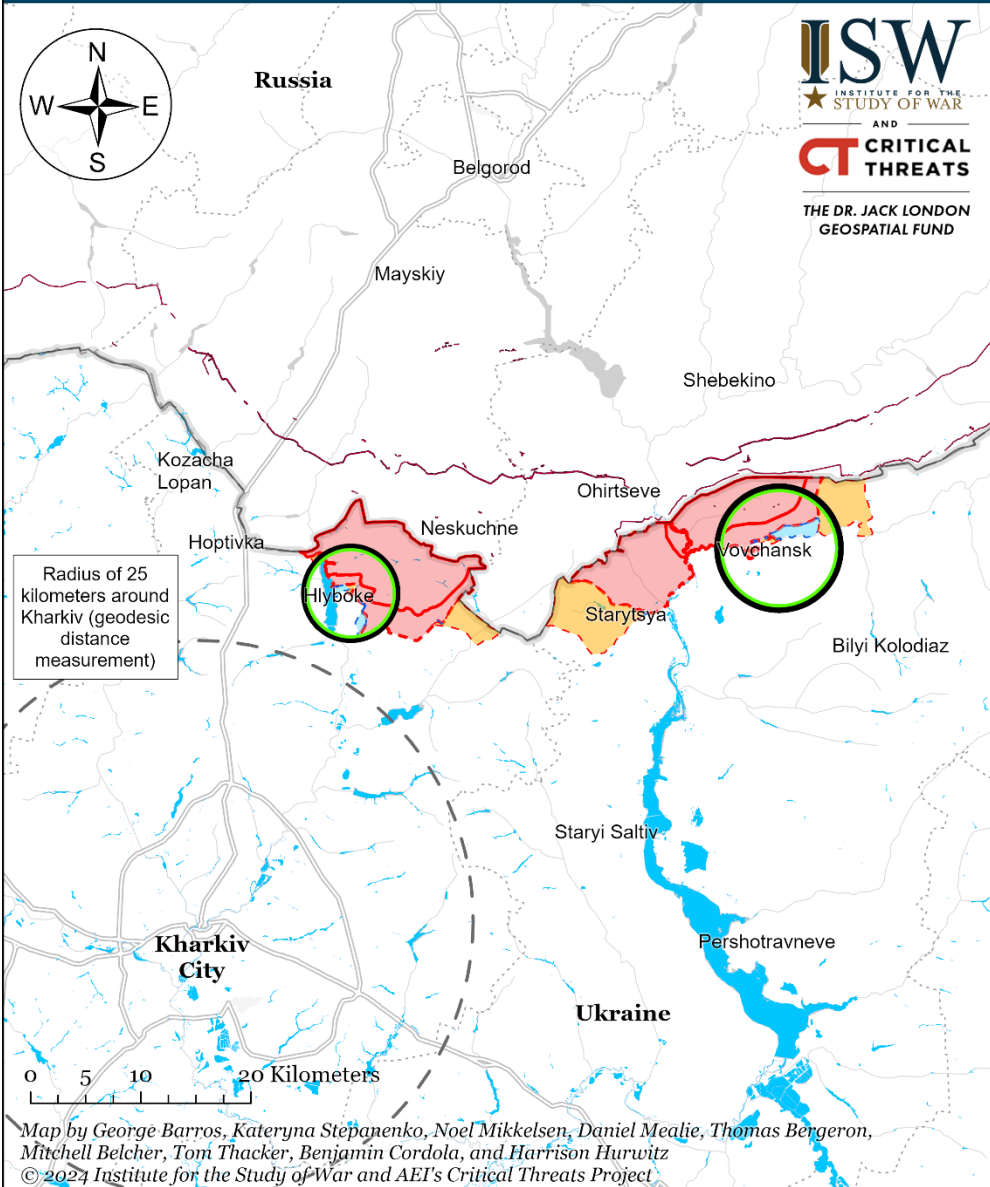 N
W
E
S
Russia
ISW
INSTITUTE FOR THE
STUDY OF WAR
AND
CT CRITICAL
THREATS
THE DR. JACK LONDON
GEOSPATIAL FUND
Belgorod
Mayskiy
Shebekino
Kozacha
Lopan
Ohirtseve
Neskuchne
Hoptivka
Vovchansk
Radius of 25
kilometers around
Kharkiv (geodesic
distance
measurement)
Hlyboke
Starytsya
Bilyi Kolodiaz
Staryi Saltiv
Pershotravneve
Kharkiv
City
Ukraine
0 5 10 20 Kilometers
Map by George Barros, Kateryna Stepanenko, Noel Mikkelsen, Daniel Mealie, Thomas Bergeron,
Mitchell Belcher, Tom Thacker, Benjamin Cordola, and Harrison Hurwitz
© 2024 Institute for the Study of War and AEI's Critical Threats Project